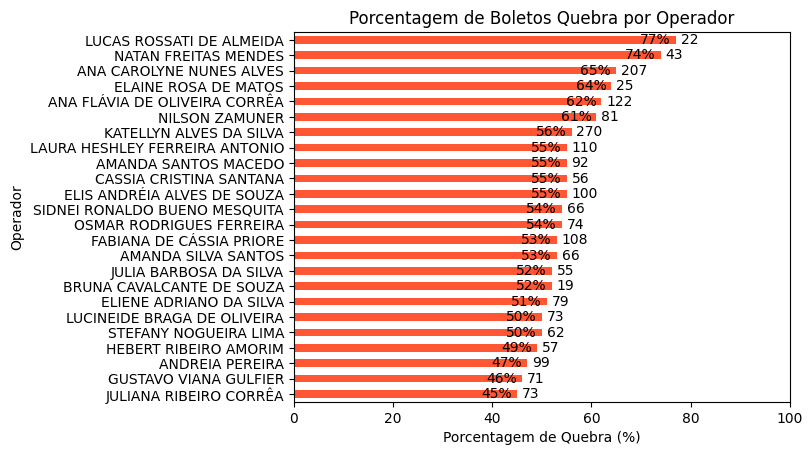 Porcentagem de Boletos Quebra por Operador
LUCAS ROSSATI DE ALMEIDA 77% 22
NATAN FREITAS MENDES 74% 43
ANA CAROLYNE NUNES ALVES 65% 207
ELAINE ROSA DE MATOS 64% 25
ANA FLÁVIA DE OLIVEIRA CORRÊA 62% 122
NILSON ZAMUNER 61% 81
KATELLYN ALVES DA SILVA 56% 270
LAURA HESHLEY FERREIRA ANTONIO 55% 110
AMANDA SANTOS MACEDO 55% 92
CASSIA CRISTINA SANTANA 55% 56
ELIS ANDRÉIA ALVES DE SOUZA 55% 100
SIDNEI RONALDO BUENO MESQUITA 54% 66
OSMAR RODRIGUES FERREIRA 54% 74
FABIANA DE CÁSSIA PRIORE 53% 108
AMANDA SILVA SANTOS 53% 66
JULIA BARBOSA DA SILVA 52% 55
BRUNA CAVALCANTE DE SOUZA 52% 19
ELIENE ADRIANO DA SILVA 51% 79
LUCINEIDE BRAGA DE OLIVEIRA 50% 73
STEFANY NOGUEIRA LIMA 50% 62
HEBERT RIBEIRO AMORIM 49% 57
ANDREIA PEREIRA 47% 99
GUSTAVO VIANA GULFIER 46% 71
JULIANA RIBEIRO CORRÊA 45% 73
Operador
0 20 40 60 80 100
Porcentagem de Quebra (%)